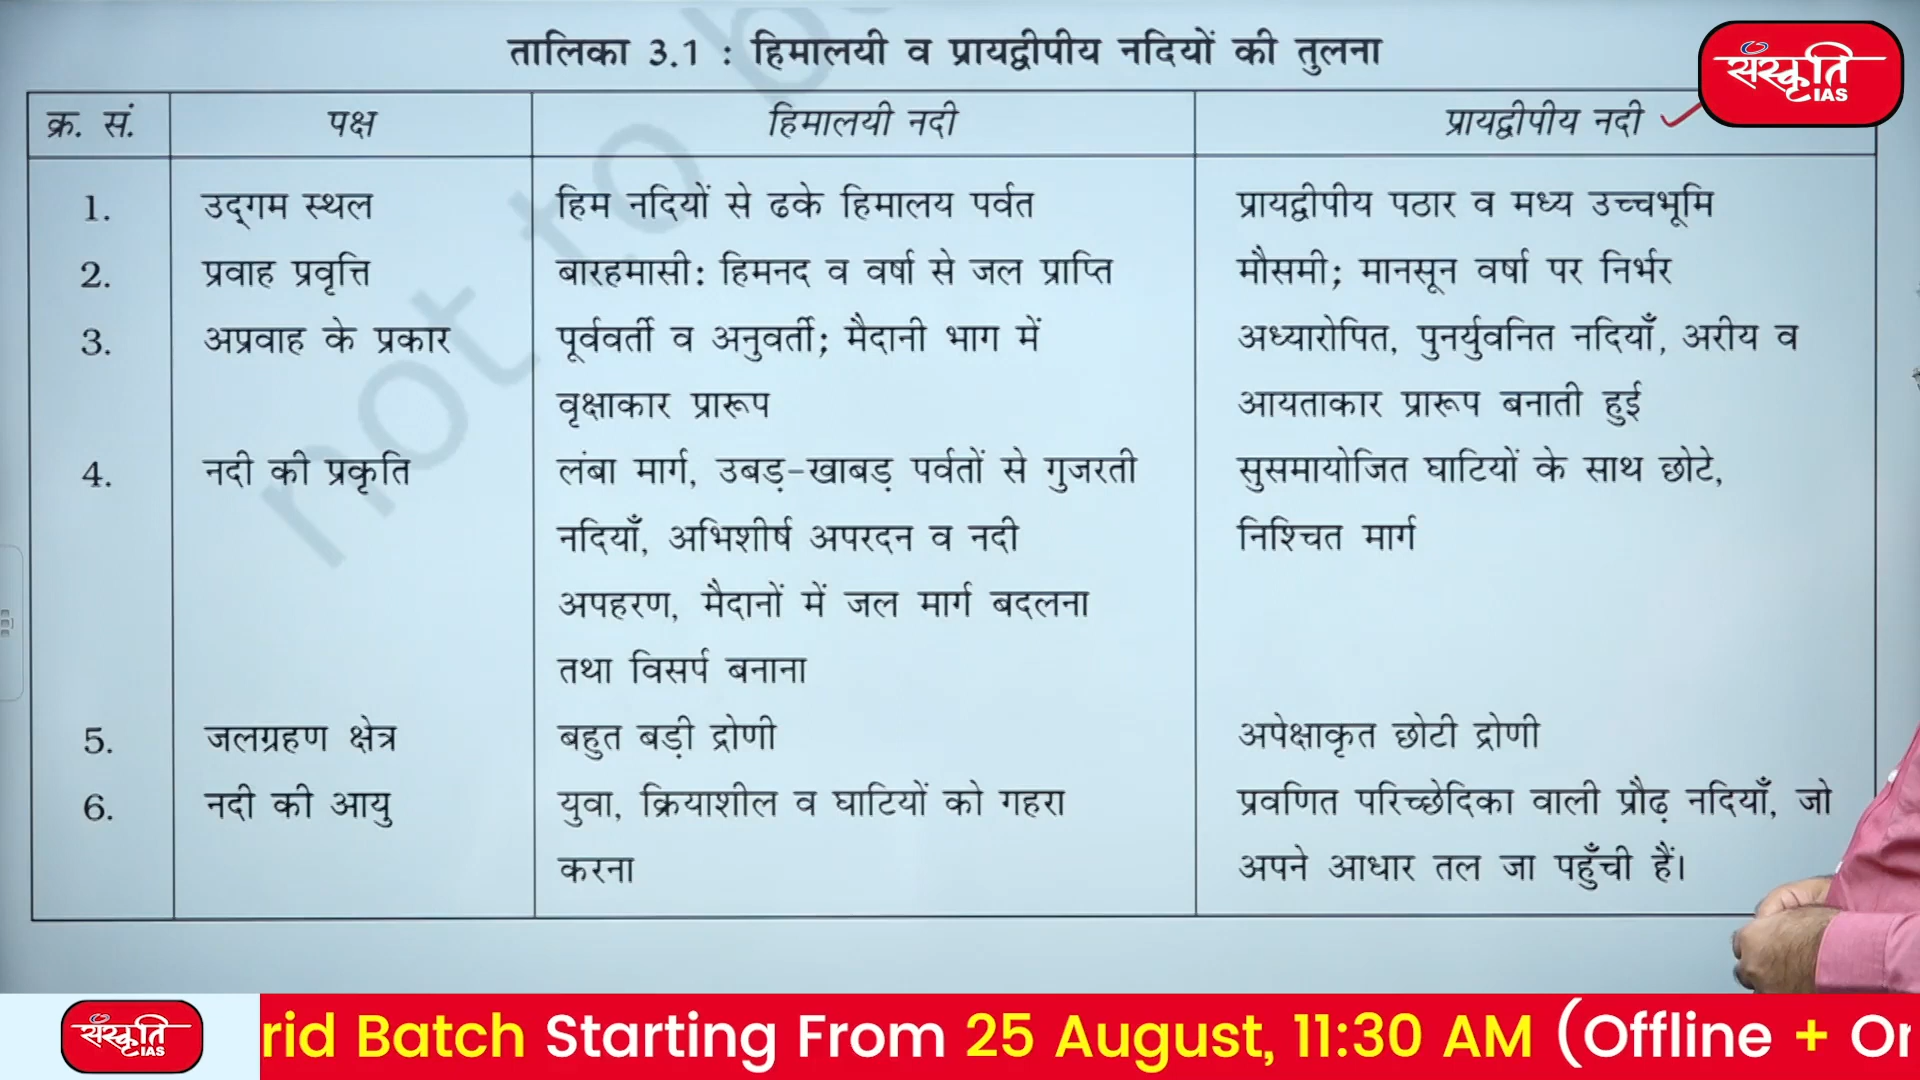 तालिका 3.1 : हिमालयी व प्रायद्वीपीय नदियों की तुलना
संस्कृति
IAS
क्र. सं. पक्ष हिमालयी नदी प्रायद्वीपीय नदी
1. उद्गम स्थल हिम नदियों से ढके हिमालय पर्वत प्रायद्वीपीय पठार व मध्य उच्चभूमि
2. प्रवाह प्रवृत्ति बारहमासी: हिमनद व वर्षा से जल प्राप्ति मौसमी; मानसून वर्षा पर निर्भर
3. अप्रवाह के प्रकार पूर्ववर्ती व अनुवर्ती; मैदानी भाग में अध्यारोपित, पुनर्युवनित नदियाँ, अरीय व
वृक्षाकार प्रारूप आयताकार प्रारूप बनाती हुई
4. नदी की प्रकृति लंबा मार्ग, उबड़-खाबड़ पर्वतों से गुजरती सुसमायोजित घाटियों के साथ छोटे,
नदियाँ, अभिशीर्ष अपरदन व नदी निश्चित मार्ग
अपहरण, मैदानों में जल मार्ग बदलना
तथा विसर्प बनाना
5. जलग्रहण क्षेत्र बहुत बड़ी द्रोणी अपेक्षाकृत छोटी द्रोणी
6. नदी की आयु युवा, क्रियाशील व घाटियों को गहरा प्रवणित परिच्छेदिका वाली प्रौढ़ नदियाँ, जो
करना अपने आधार तल जा पहुँची हैं।
not to
संस्कृति
IAS
rid Batch Starting From 25 August, 11:30 AM (Offline + Or